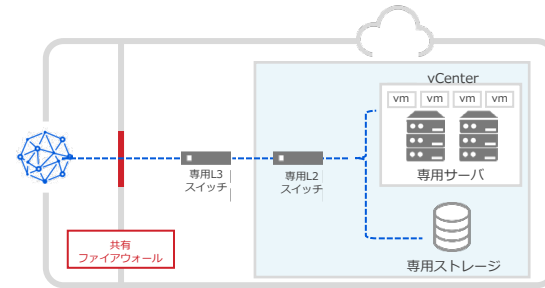 vCenter
vm vm vm vm
専用サーバ
専用L3
スイッチ
専用L2
スイッチ
共有
ファイアウォール
専用ストレージ